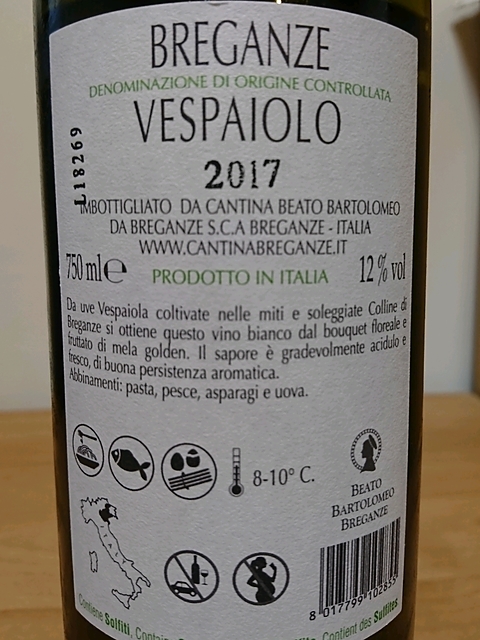 BREGANZE
DENOMINAZIONE DI ORIGINE CONTROLLATA
VESPAIOLO
2017
L18269
IMBOTTIGLIATO DA CANTINA BEATO BARTOLOMEO
DA BREGANZE S.C.A BREGANZE - ITALIA
WWW.CANTINABREGANZE.IT
750 ml e PRODOTTO IN ITALIA 12 % vol
Da uve Vespaiola coltivate nelle miti e soleggiate Colline di
Breganze si ottiene questo vino bianco dal bouquet floreale e
fruttato di mela golden. Il sapore è gradevolmente acidulo e
fresco, di buona persistenza aromatica.
Abbinamenti: pasta, pesce, asparagi e uova.
8-10° C.
BEATO
BARTOLOMEO
BREGANZE
ITALIA
8 017799 102855
Contiene Solfiti, Contient des Sulfites